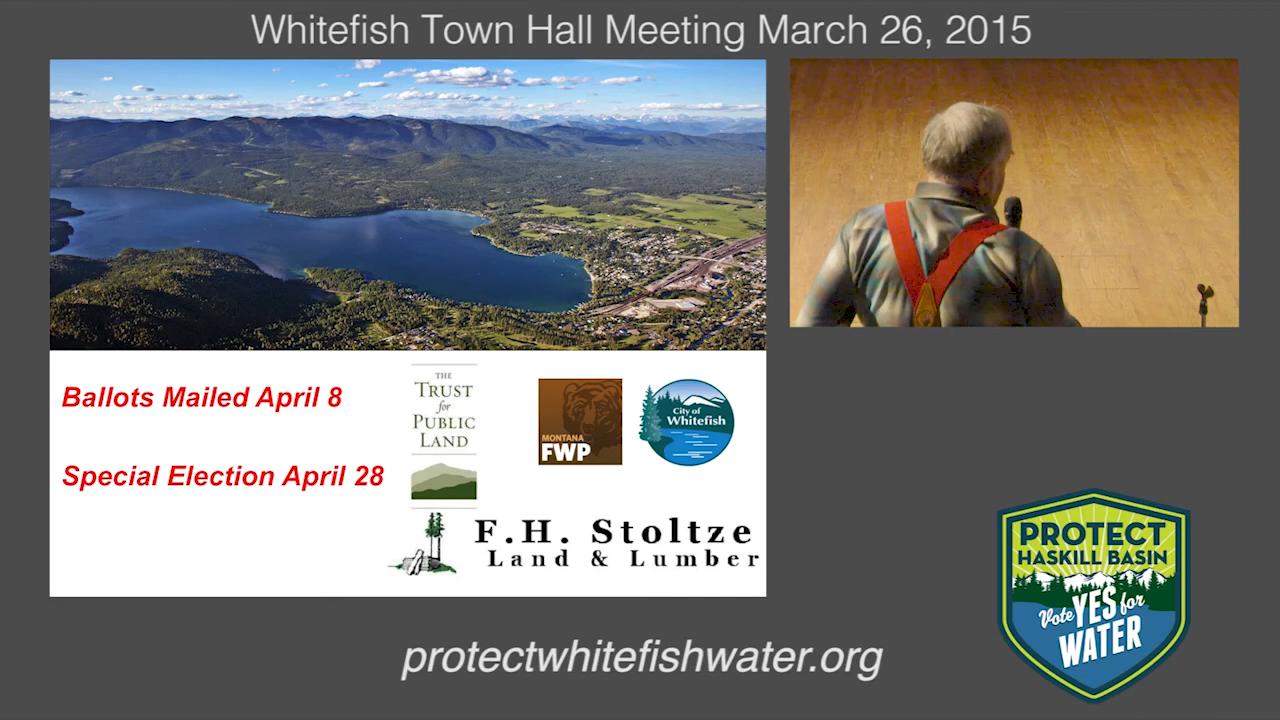 Whitefish Town Hall Meeting March 26, 2015
Ballots Mailed April 8
Special Election April 28
THE
TRUST
for
PUBLIC
LAND
MONTANA
FWP
City of
Whitefish
F.H. Stoltze
Land & Lumber
PROTECT
HASKILL BASIN
Vote YES for
WATER
protectwhitefishwater.org